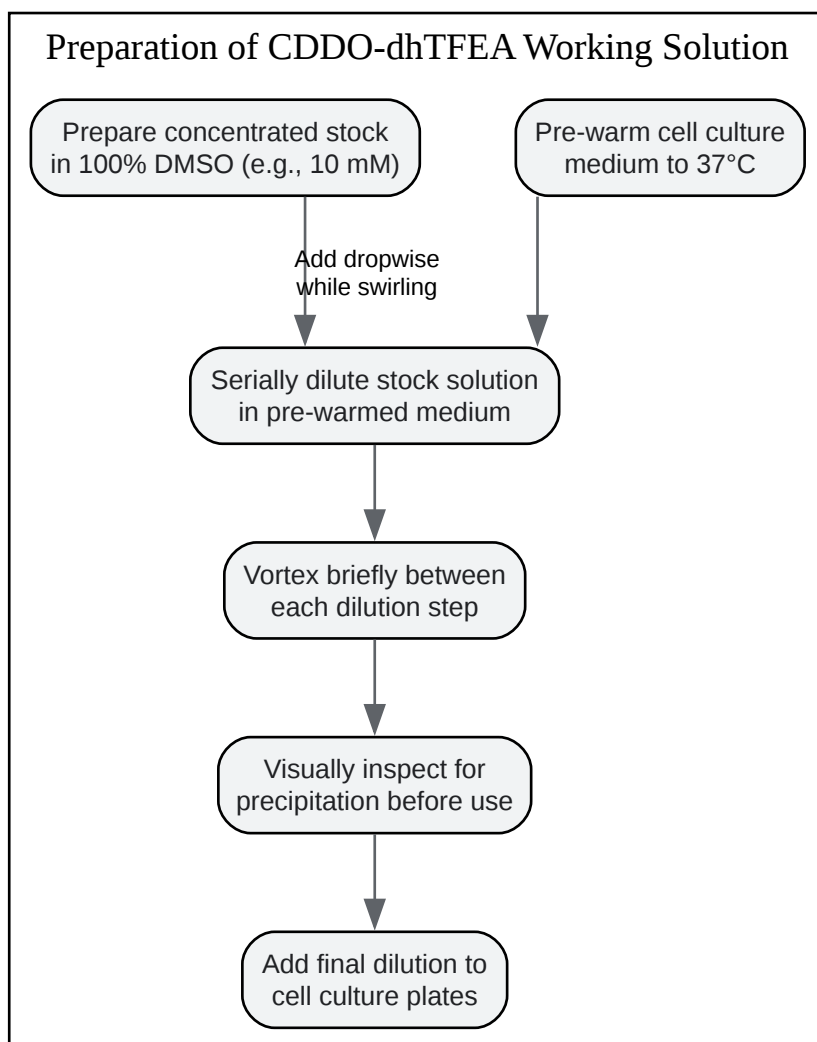 Preparation of CDDO-dhTFEA Working Solution
Prepare concentrated stock
in 100% DMSO (e.g., 10 mM)
Pre-warm cell culture
medium to 37°C
Add dropwise
while swirling
Serially dilute stock solution
in pre-warmed medium
Vortex briefly between
each dilution step
Visually inspect for
precipitation before use
Add final dilution to
cell culture plates